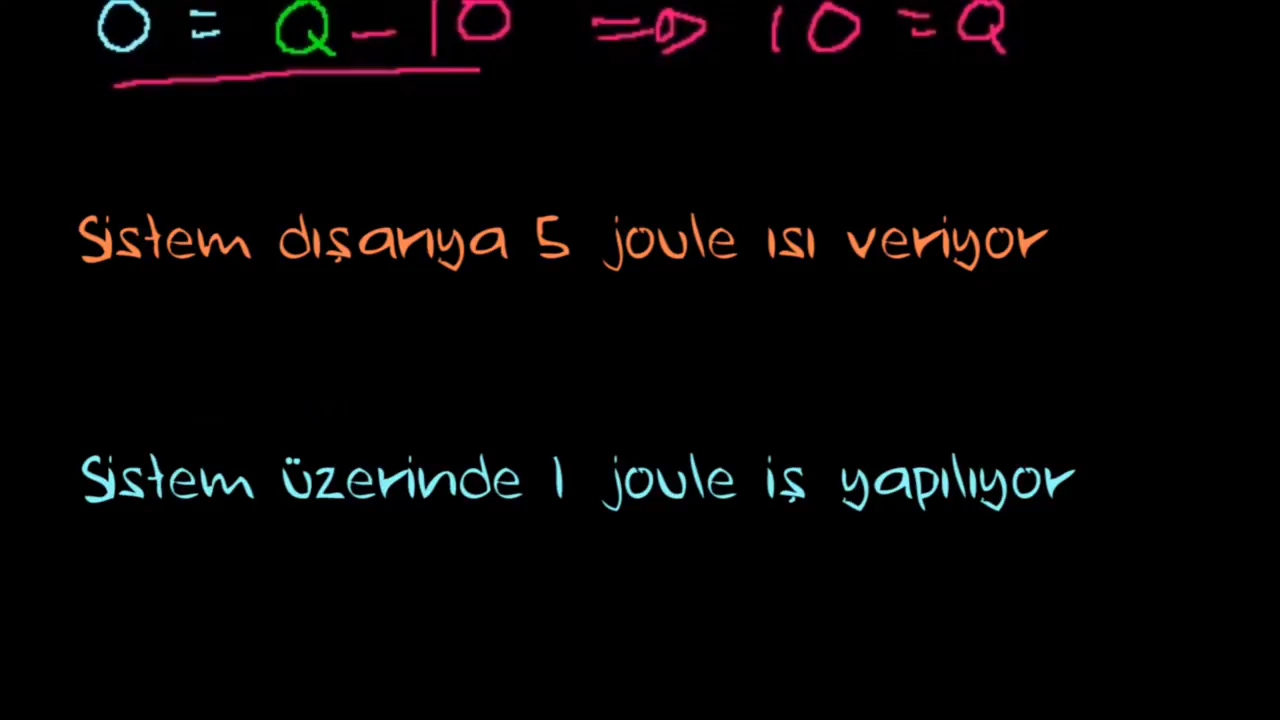 0 = Q - 10 ⇒ 10 = Q
Sistem dışarıya 5 joule ısı veriyor
Sistem üzerinde 1 joule iş yapılıyor